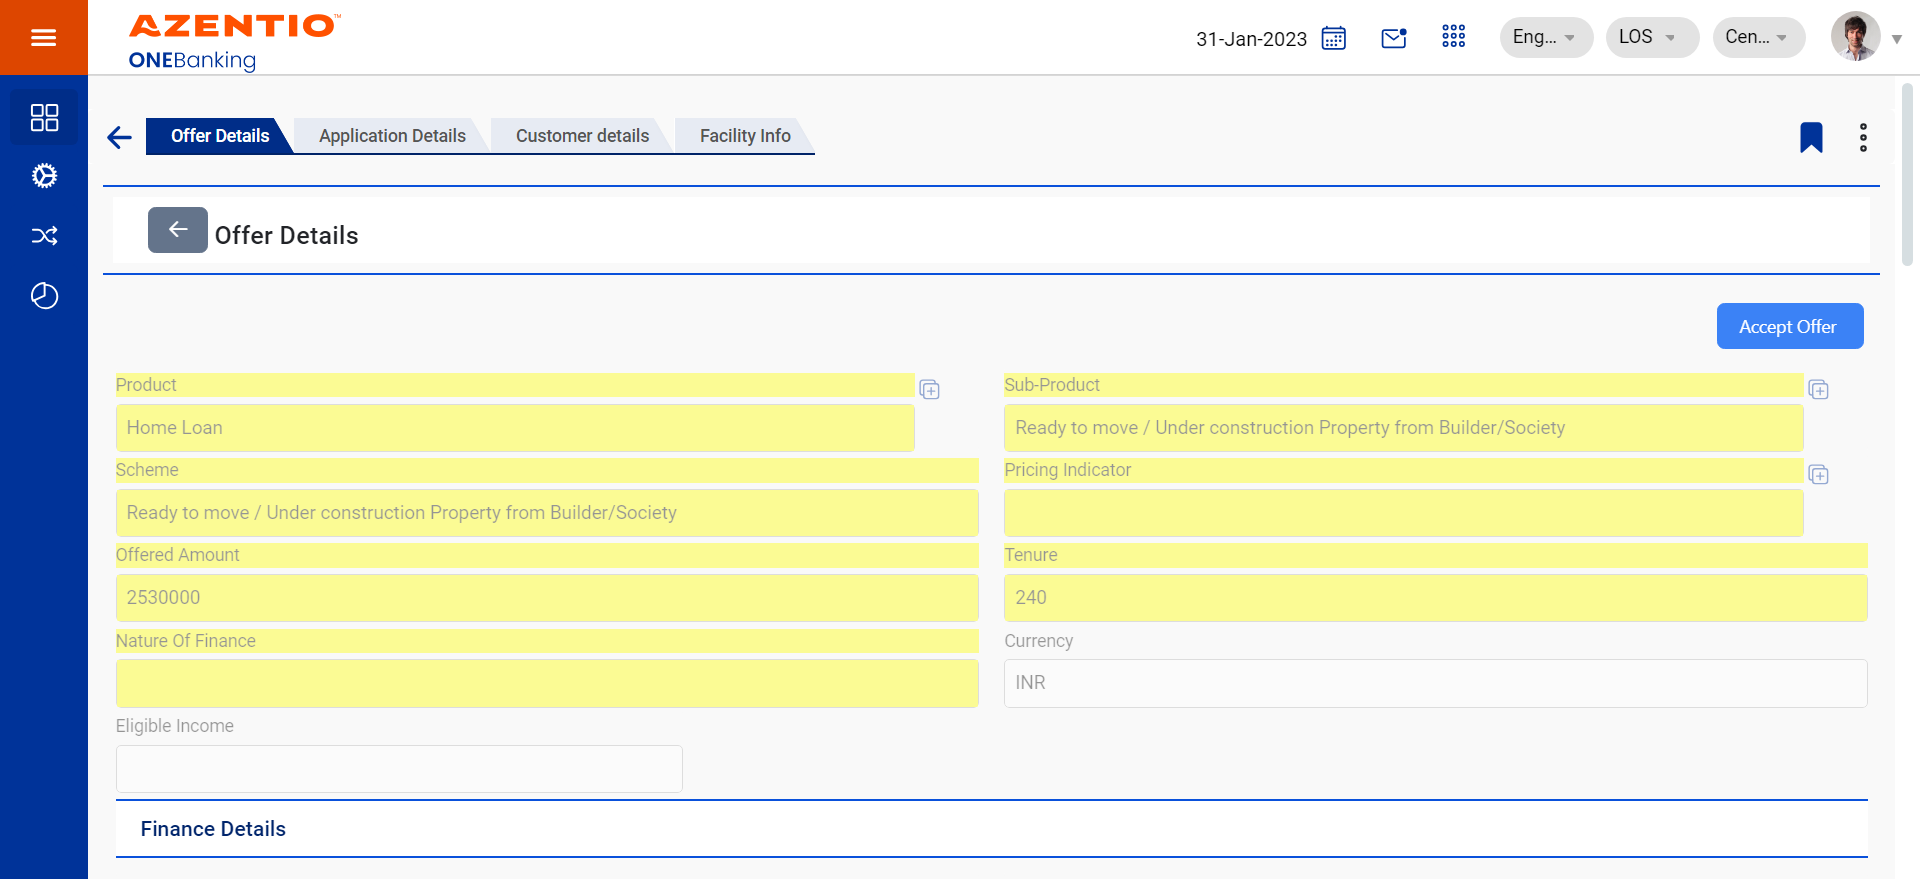 AZENTIO™
ONEBanking
31-Jan-2023
Eng...
LOS
Cen...
Offer Details
Application Details
Customer details
Facility Info
Offer Details
Accept Offer
Product
Sub-Product
Home Loan
Ready to move / Under construction Property from Builder/Society
Scheme
Pricing Indicator
Ready to move / Under construction Property from Builder/Society
Offered Amount
Tenure
2530000
240
Nature Of Finance
Currency
INR
Eligible Income
Finance Details